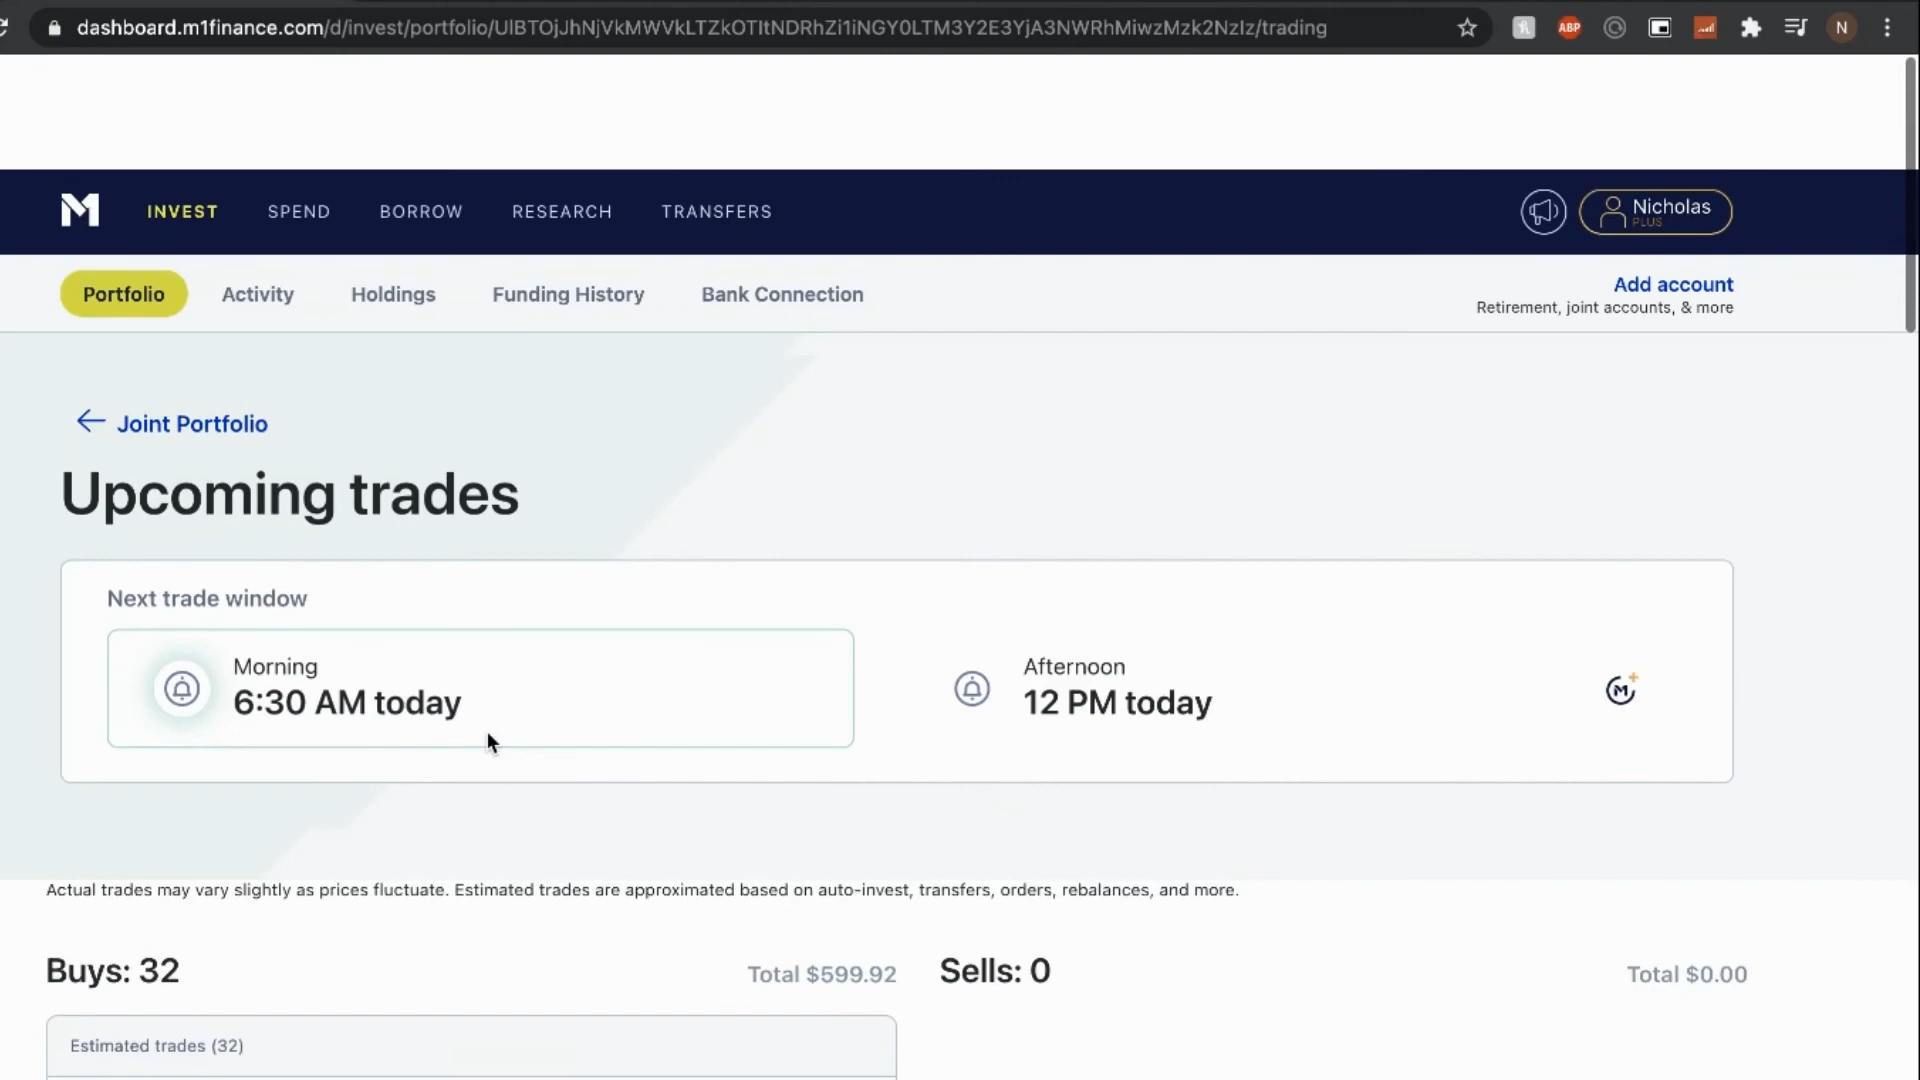 dashboard.m1finance.com/d/invest/portfolio/UlBTOjJhNjVkMWVkLTZkOTItNDRhZi1iNGY0LTM3Y2E3YjA3NWRhMiwzMzk2NzIz/trading
ABP
N
M
INVEST
SPEND
BORROW
RESEARCH
TRANSFERS
Nicholas
PLUS
Portfolio
Activity
Holdings
Funding History
Bank Connection
Add account
Retirement, joint accounts, & more
Joint Portfolio
Upcoming trades
Next trade window
Morning
6:30 AM today
Afternoon
12 PM today
M+
Actual trades may vary slightly as prices fluctuate. Estimated trades are approximated based on auto-invest, transfers, orders, rebalances, and more.
Buys: 32
Total $599.92
Sells: 0
Total $0.00
Estimated trades (32)